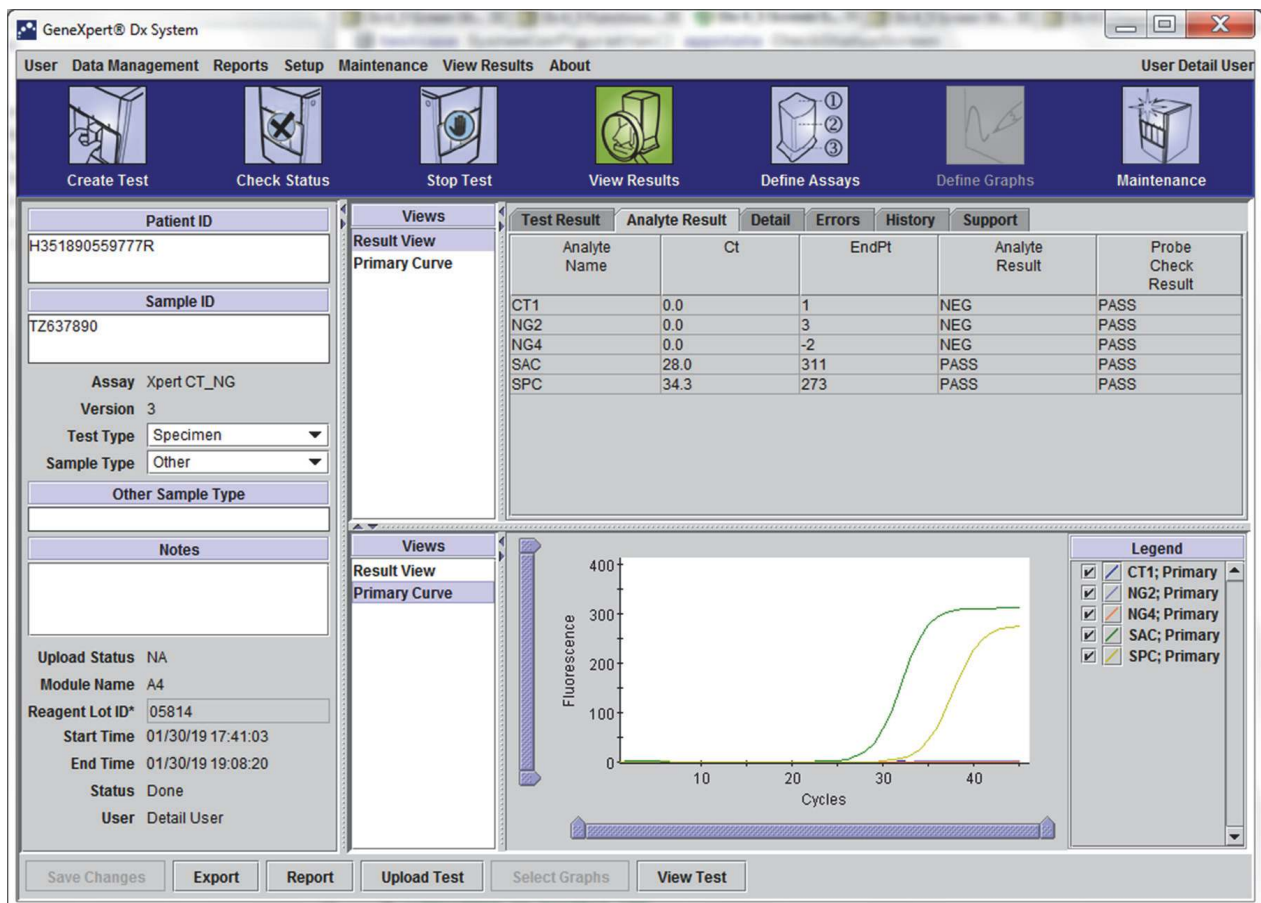 GeneXpert® Dx System
User Data Management Reports Setup Maintenance View Results About User Detail User
Create Test Check Status Stop Test View Results Define Assays Define Graphs Maintenance
① ② ③
Patient ID
H351890559777R
Sample ID
TZ637890
Assay Xpert CT_NG
Version 3
Test Type Specimen
Sample Type Other
Other Sample Type
Notes
Upload Status NA
Module Name A4
Reagent Lot ID* 05814
Start Time 01/30/19 17:41:03
End Time 01/30/19 19:08:20
Status Done
User Detail User
Views
Result View
Primary Curve
Test Result Analyte Result Detail Errors History Support
Analyte Name Ct EndPt Analyte Result Probe Check Result
CT1 0.0 1 NEG PASS
NG2 0.0 3 NEG PASS
NG4 0.0 -2 NEG PASS
SAC 28.0 311 PASS PASS
SPC 34.3 273 PASS PASS
Views
Result View
Primary Curve
Fluorescence
400
300
200
100
0
10 20 30 40
Cycles
Legend
CT1; Primary
NG2; Primary
NG4; Primary
SAC; Primary
SPC; Primary
Save Changes Export Report Upload Test Select Graphs View Test